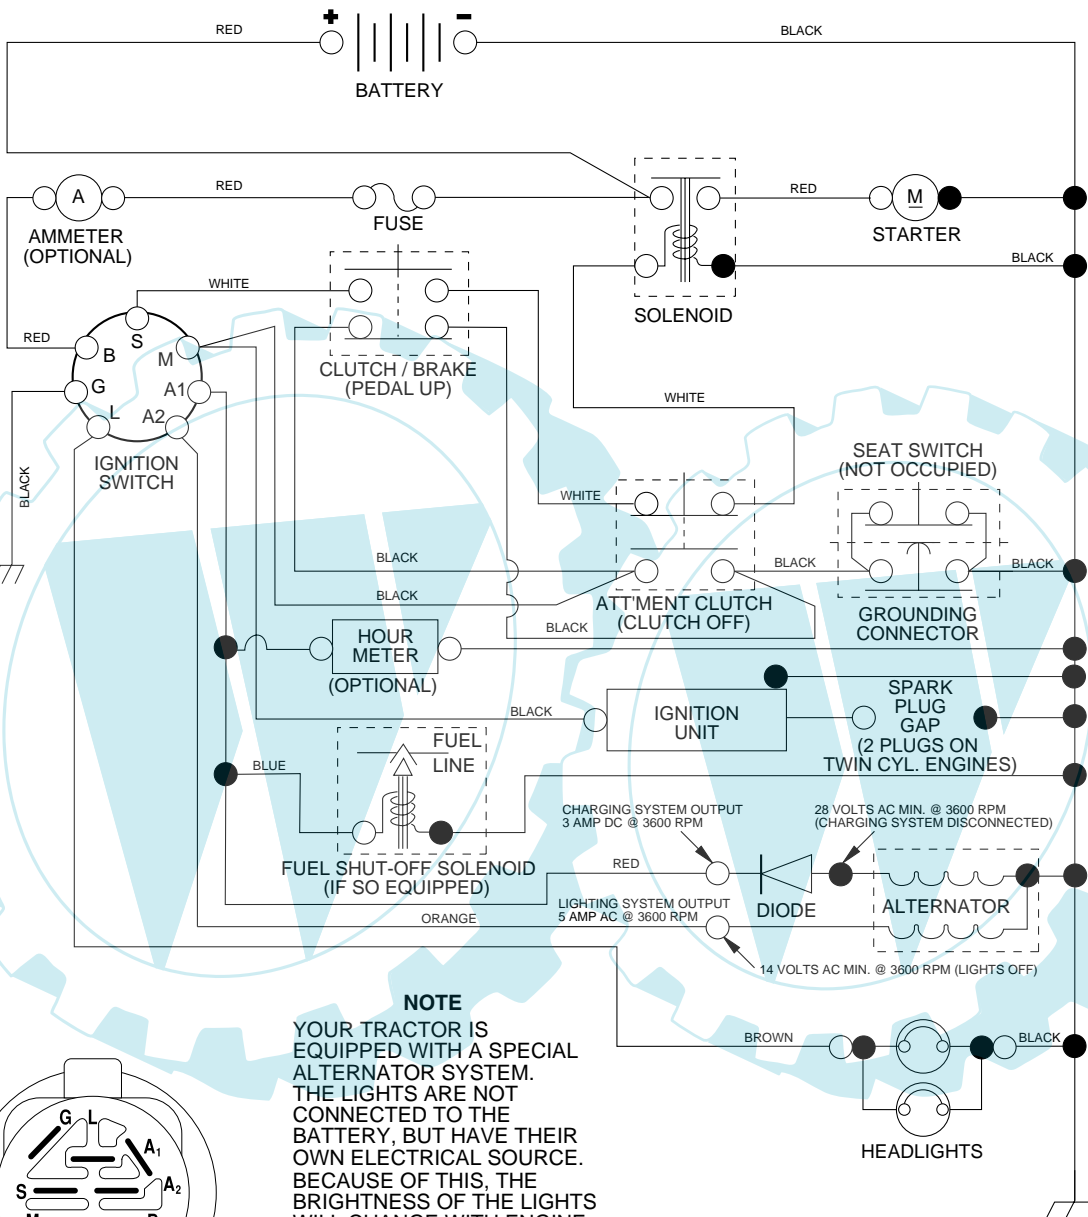 + -
RED
BLACK
BATTERY
RED
RED
A
M
FUSE
STARTER
AMMETER
(OPTIONAL)
BLACK
WHITE
SOLENOID
RED
S
B
M
G
A1
L
A2
CLUTCH / BRAKE
(PEDAL UP)
WHITE
IGNITION
SWITCH
BLACK
SEAT SWITCH
(NOT OCCUPIED)
WHITE
BLACK
BLACK
BLACK
BLACK
ATT'MENT CLUTCH
(CLUTCH OFF)
GROUNDING
CONNECTOR
BLACK
HOUR
METER
(OPTIONAL)
BLACK
IGNITION
UNIT
SPARK
PLUG
GAP
(2 PLUGS ON
TWIN CYL. ENGINES)
FUEL
LINE
BLUE
CHARGING SYSTEM OUTPUT
3 AMP DC @ 3600 RPM
28 VOLTS AC MIN. @ 3600 RPM
(CHARGING SYSTEM DISCONNECTED)
FUEL SHUT-OFF SOLENOID
(IF SO EQUIPPED)
RED
LIGHTING SYSTEM OUTPUT
5 AMP AC @ 3600 RPM
DIODE
ALTERNATOR
ORANGE
14 VOLTS AC MIN. @ 3600 RPM (LIGHTS OFF)
NOTE
YOUR TRACTOR IS
EQUIPPED WITH A SPECIAL
ALTERNATOR SYSTEM.
THE LIGHTS ARE NOT
CONNECTED TO THE
BATTERY, BUT HAVE THEIR
OWN ELECTRICAL SOURCE.
BECAUSE OF THIS, THE
BRIGHTNESS OF THE LIGHTS
WILL CHANGE WITH ENGINE
BROWN
BLACK
HEADLIGHTS
G L
A1
S
A2
M